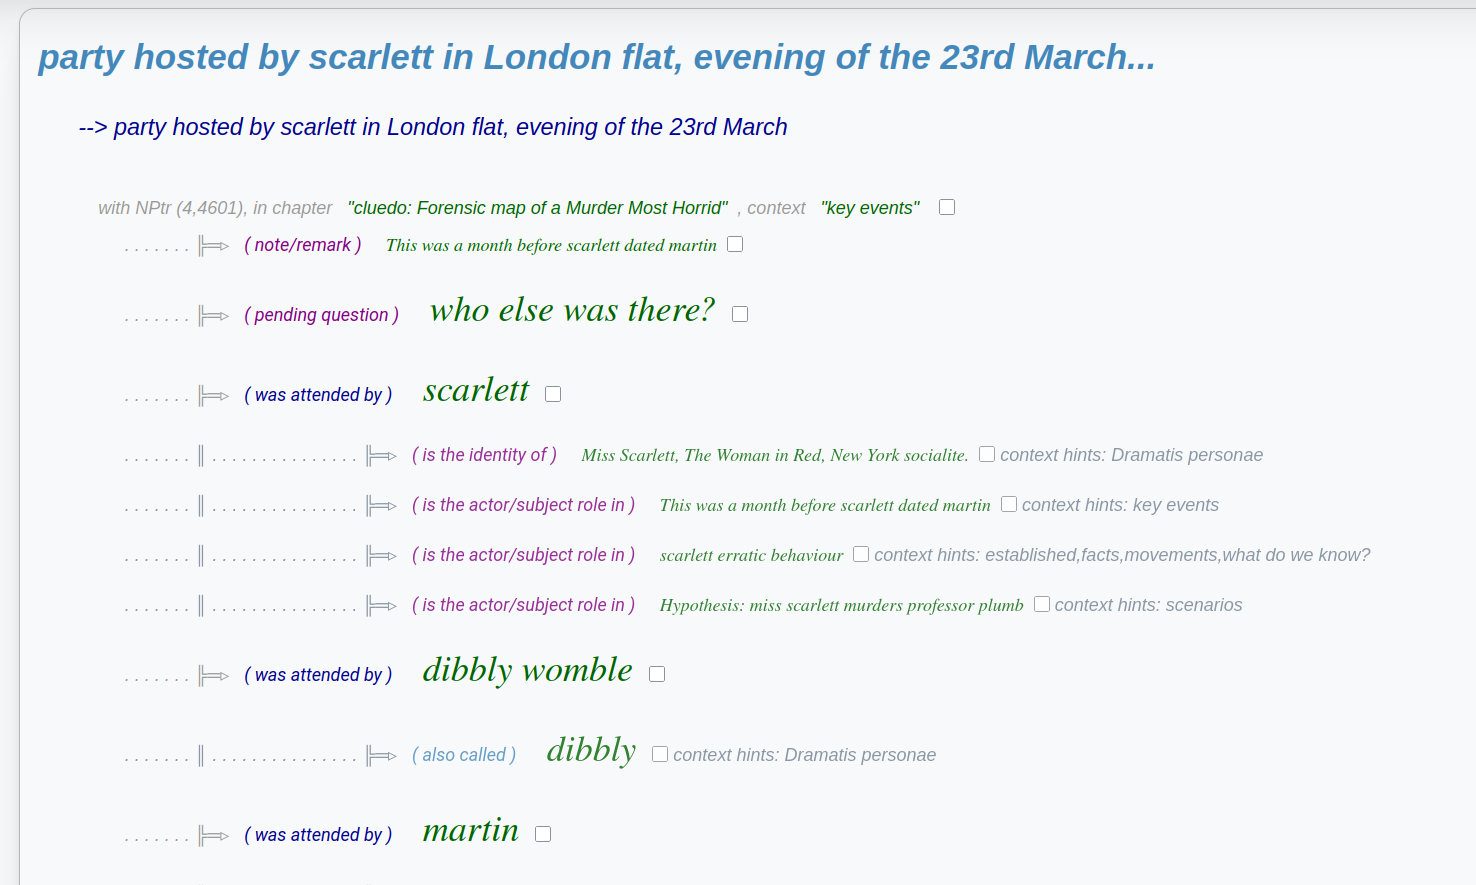 party hosted by scarlett in London flat, evening of the 23rd March...
--> party hosted by scarlett in London flat, evening of the 23rd March
with NPtr (4,4601), in chapter "cluedo: Forensic map of a Murder Most Horrid" , context "key events"
. . . . . . . ╠═⇒ ( note/remark ) This was a month before scarlett dated martin
. . . . . . . ╠═⇒ ( pending question ) who else was there?
. . . . . . . ╠═⇒ ( was attended by ) scarlett
. . . . . . . ║ . . . . . . . . . . . . . . . ╠═⇒ ( is the identity of ) Miss Scarlett, The Woman in Red, New York socialite. context hints: Dramatis personae
. . . . . . . ║ . . . . . . . . . . . . . . . ╠═⇒ ( is the actor/subject role in ) This was a month before scarlett dated martin context hints: key events
. . . . . . . ║ . . . . . . . . . . . . . . . ╠═⇒ ( is the actor/subject role in ) scarlett erratic behaviour context hints: established,facts,movements,what do we know?
. . . . . . . ║ . . . . . . . . . . . . . . . ╠═⇒ ( is the actor/subject role in ) Hypothesis: miss scarlett murders professor plumb context hints: scenarios
. . . . . . . ╠═⇒ ( was attended by ) dibbly womble
. . . . . . . ║ . . . . . . . . . . . . . . . ╠═⇒ ( also called ) dibbly context hints: Dramatis personae
. . . . . . . ╠═⇒ ( was attended by ) martin